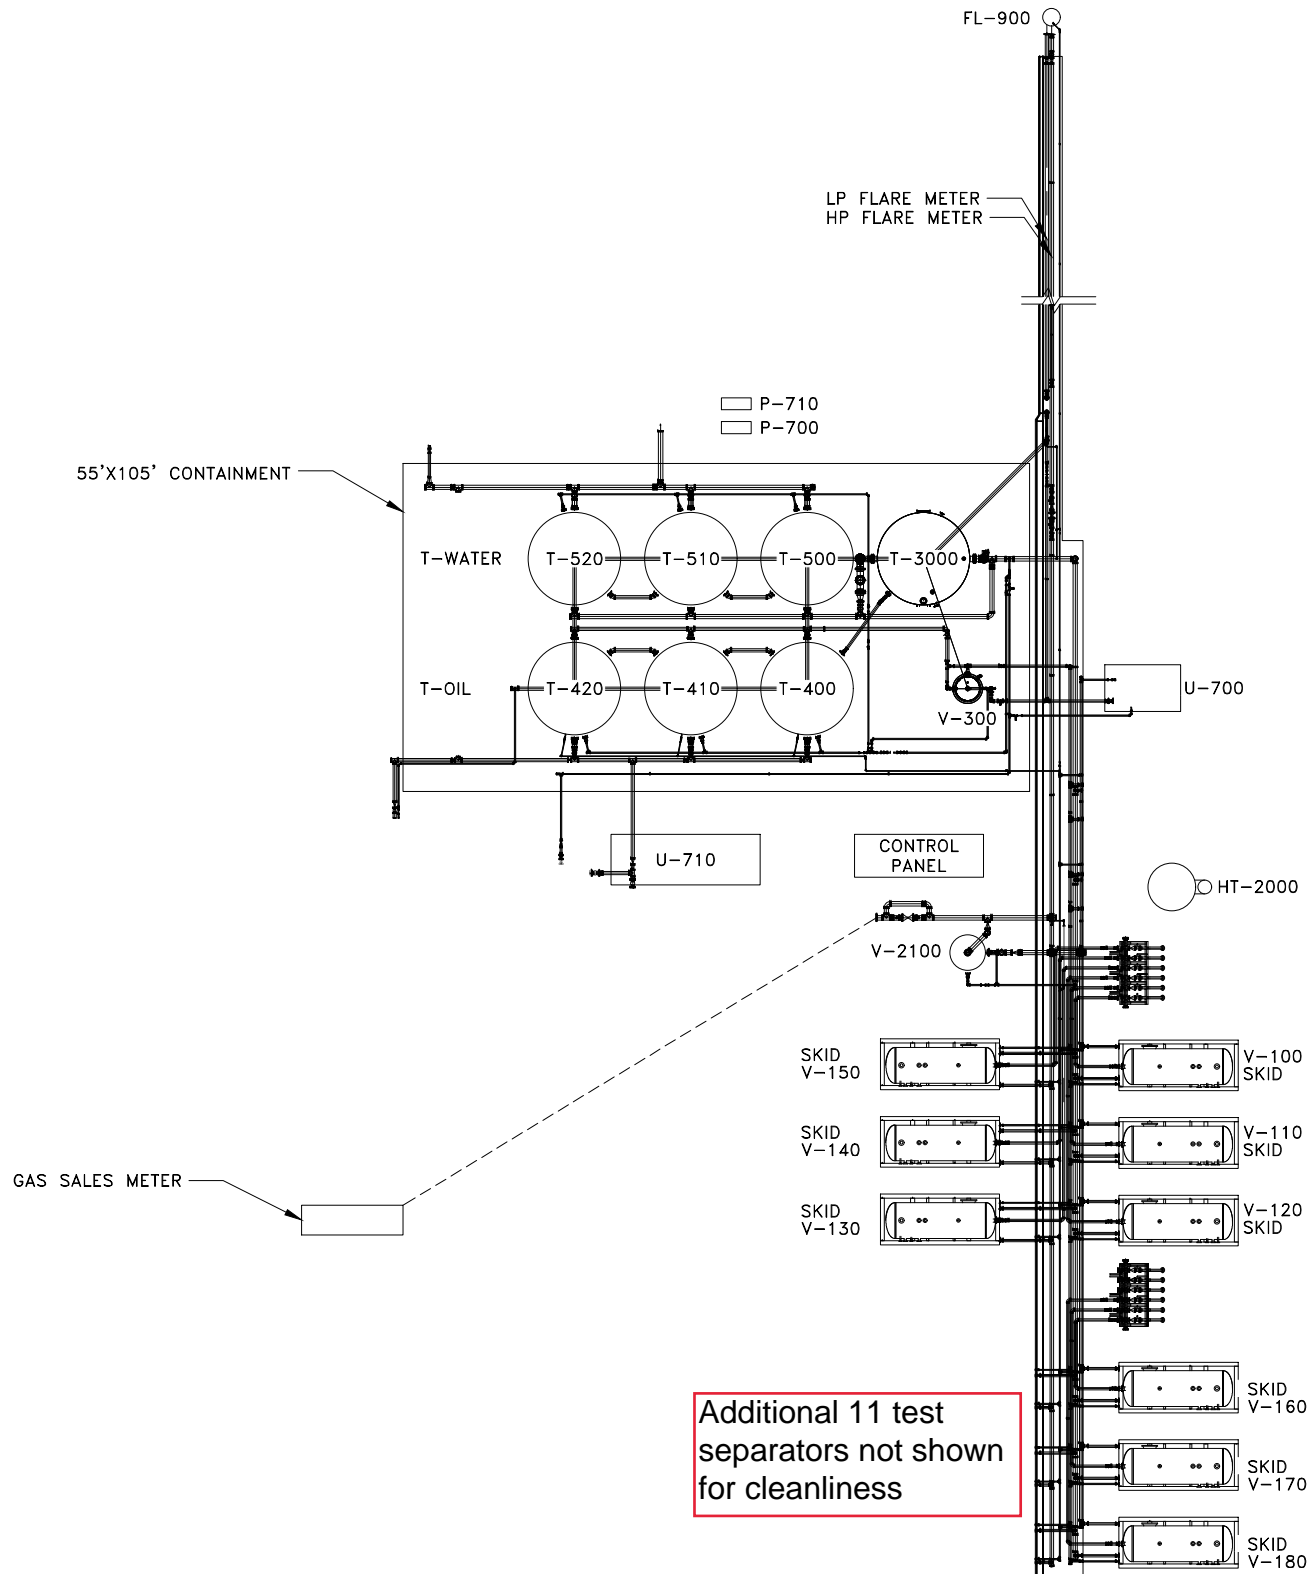 FL-900
LP FLARE METER
HP FLARE METER
P-710
P-700
55'X105' CONTAINMENT
T-WATER
T-520
T-510
T-500
T-3000
T-OIL
T-420
T-410
T-400
V-300
U-700
U-710
CONTROL
PANEL
HT-2000
V-2100
SKID
V-150
V-100
SKID
SKID
V-140
V-110
SKID
GAS SALES METER
SKID
V-130
V-120
SKID
SKID
V-160
Additional 11 test
separators not shown
for cleanliness
SKID
V-170
SKID
V-180